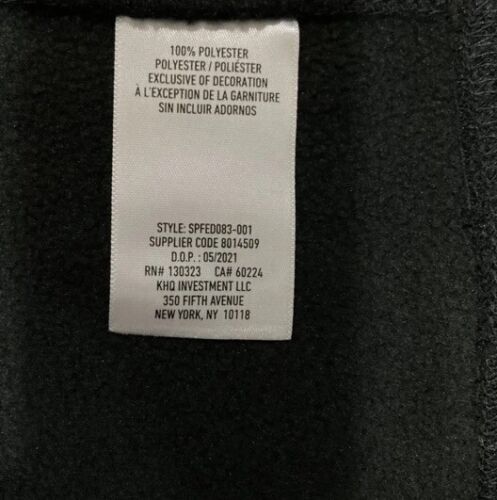 100% POLYESTER
POLYESTER / POLIÉSTER
EXCLUSIVE OF DECORATION
À L'EXCEPTION DE LA GARNITURE
SIN INCLUIR ADORNOS
STYLE: SPFED083-001
SUPPLIER CODE 8014509
D.O.P. : 05/2021
RN# 130323 CA# 60224
KHQ INVESTMENT LLC
350 FIFTH AVENUE
NEW YORK, NY 10118